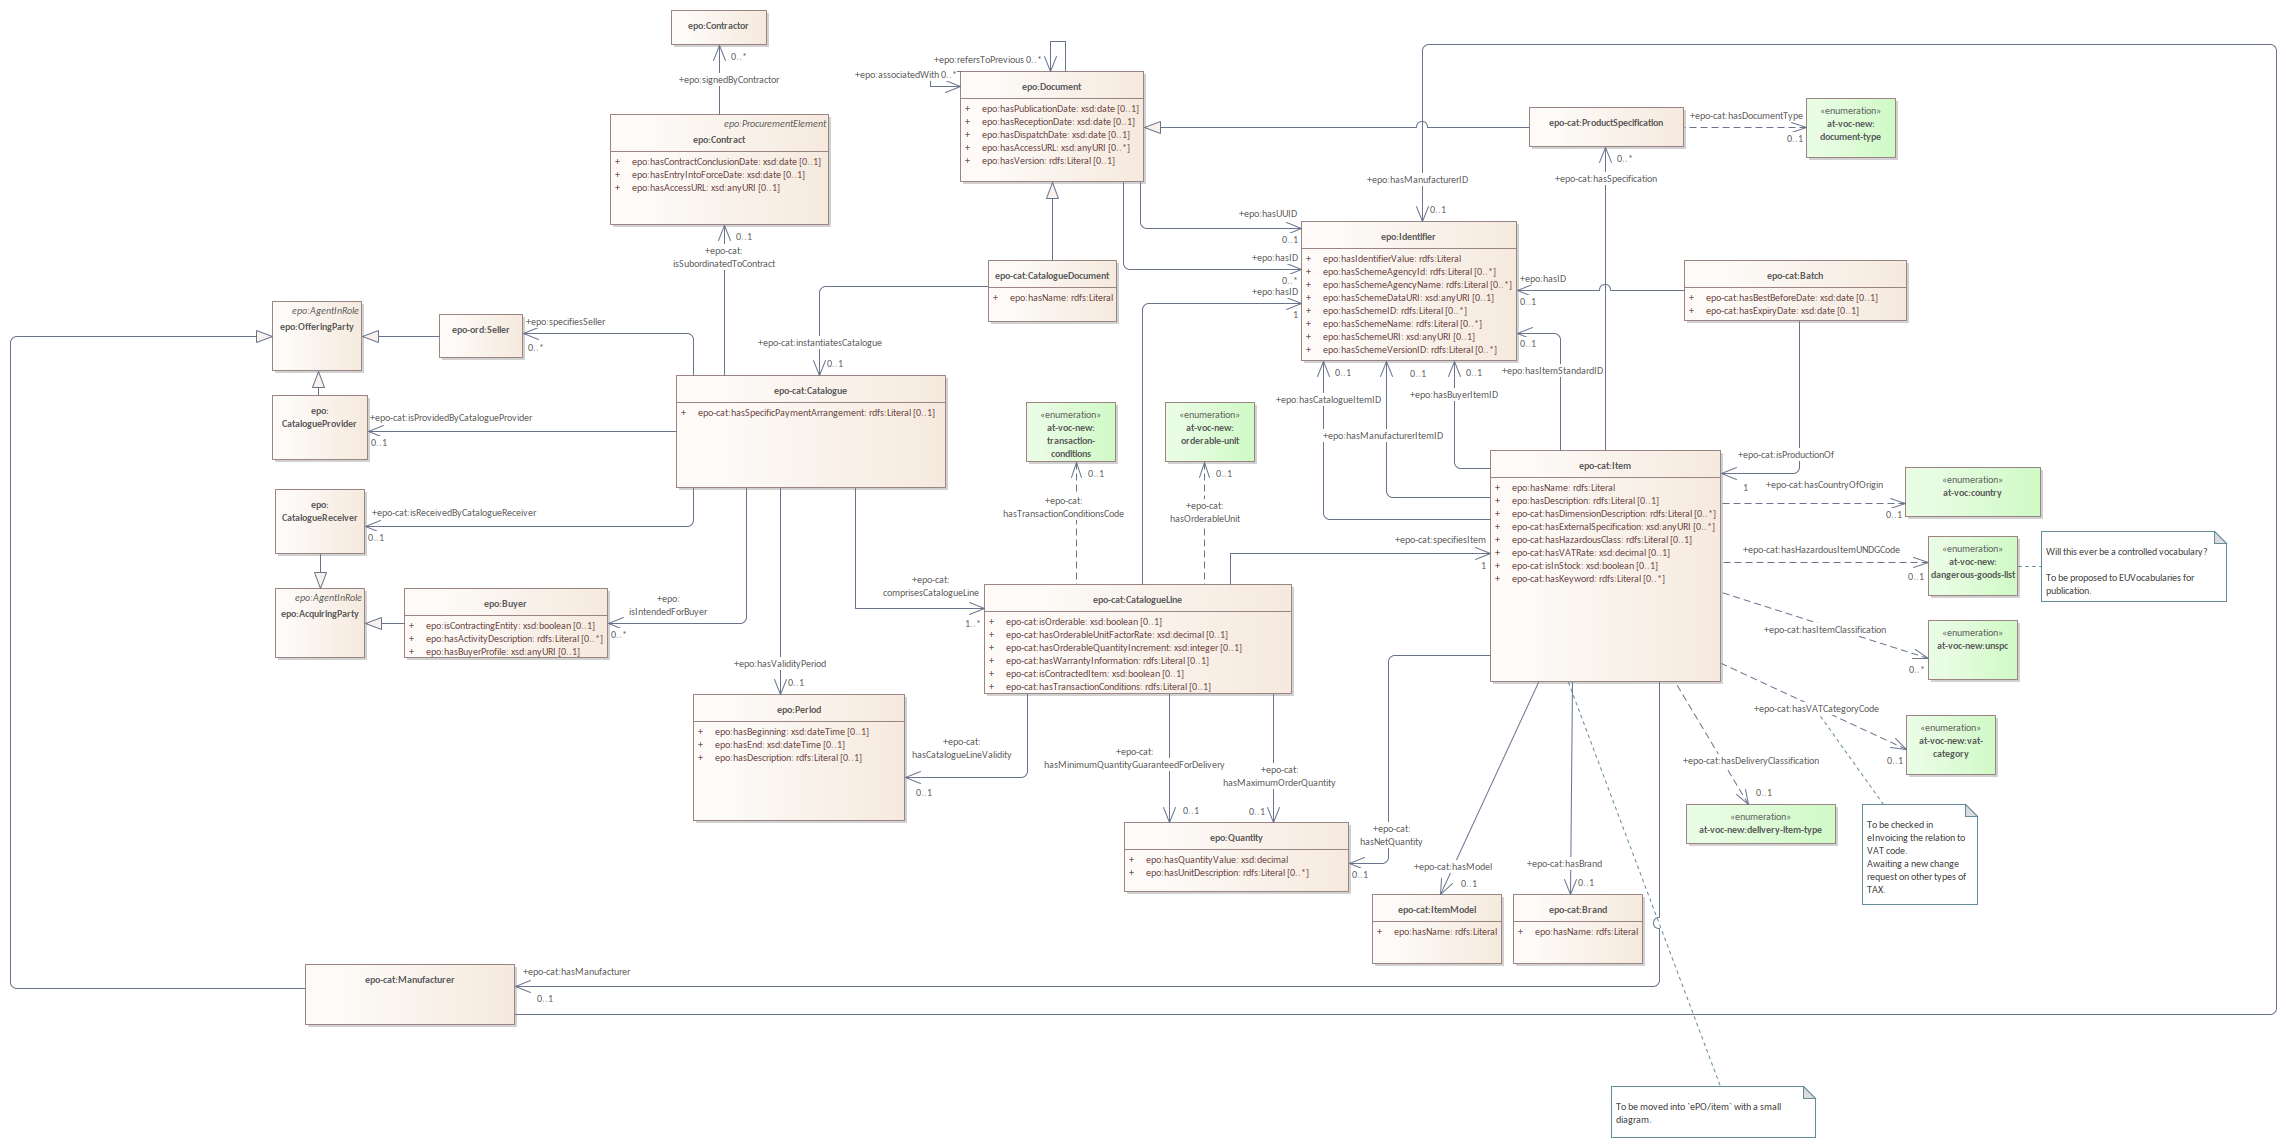 epo:Contractor
0..*
+epo:signedByContractor
epo:ProcurementElement
epo:Contract
+ epo:hasContractConclusionDate: xsd:date [0..1]
+ epo:hasEntryIntoForceDate: xsd:date [0..1]
+ epo:hasAccessURL: xsd:anyURI [0..1]
0..1
+epo-cat:
isSubordinatedToContract
+epo:refersToPrevious 0..*
+epo:associatedWith 0..*
epo:Document
+ epo:hasPublicationDate: xsd:date [0..1]
+ epo:hasReceptionDate: xsd:date [0..1]
+ epo:hasDispatchDate: xsd:date [0..1]
+ epo:hasAccessURL: xsd:anyURI [0..*]
+ epo:hasVersion: rdfs:Literal [0..1]
epo-cat:ProductSpecification
+epo-cat:hasDocumentType
0..1
«enumeration»
at-voc-new:
document-type
0..*
+epo-cat:hasSpecification
+epo:hasManufacturerID
0..1
+epo:hasUUID
0..1
+epo:hasID
0..*
+epo:hasID
1
epo:Identifier
+ epo:hasIdentifierValue: rdfs:Literal
+ epo:hasSchemeAgencyId: rdfs:Literal [0..*]
+ epo:hasSchemeAgencyName: rdfs:Literal [0..*]
+ epo:hasSchemeDataURI: xsd:anyURI [0..1]
+ epo:hasSchemeID: rdfs:Literal [0..*]
+ epo:hasSchemeName: rdfs:Literal [0..*]
+ epo:hasSchemeURI: xsd:anyURI [0..1]
+ epo:hasSchemeVersionID: rdfs:Literal [0..*]
+epo:hasID
0..1
epo-cat:Batch
+ epo-cat:hasBestBeforeDate: xsd:date [0..1]
+ epo-cat:hasExpiryDate: xsd:date [0..1]
epo-cat:CatalogueDocument
+ epo:hasName: rdfs:Literal
+epo-cat:instantiatesCatalogue
0..1
epo:AgentInRole
epo:OfferingParty
epo-ord:Seller
+epo:specifiesSeller
0..*
epo:
CatalogueProvider
+epo-cat:isProvidedByCatalogueProvider
0..1
epo-cat:Catalogue
+ epo-cat:hasSpecificPaymentArrangement: rdfs:Literal [0..1]
0..1
+epo:hasItemStandardID
0..1
+epo:hasCatalogueItemID
0..1
+epo:hasManufacturerItemID
0..1
+epo:hasBuyerItemID
«enumeration»
at-voc-new:
transaction-
conditions
0..1
+epo-cat:
hasTransactionConditionsCode
«enumeration»
at-voc-new:
orderable-unit
0..1
+epo-cat:
hasOrderableUnit
epo:
CatalogueReceiver
+epo-cat:isReceivedByCatalogueReceiver
0..1
epo:AgentInRole
epo:AcquiringParty
epo:Buyer
+ epo:isContractingEntity: xsd:boolean [0..1]
+ epo:hasActivityDescription: rdfs:Literal [0..*]
+ epo:hasBuyerProfile: xsd:anyURI [0..1]
+epo:
isIntendedForBuyer
0..*
+epo:hasValidityPeriod
0..1
epo:Period
+ epo:hasBeginning: xsd:dateTime [0..1]
+ epo:hasEnd: xsd:dateTime [0..1]
+ epo:hasDescription: rdfs:Literal [0..1]
+epo-cat:
comprisesCatalogueLine
1..*
epo-cat:CatalogueLine
+ epo-cat:isOrderable: xsd:boolean [0..1]
+ epo-cat:hasOrderableUnitFactorRate: xsd:decimal [0..1]
+ epo-cat:hasOrderableQuantityIncrement: xsd:integer [0..1]
+ epo-cat:hasWarrantyInformation: rdfs:Literal [0..1]
+ epo-cat:isContractedItem: xsd:boolean [0..1]
+ epo-cat:hasTransactionConditions: rdfs:Literal [0..1]
+epo-cat:specifiesItem
1
epo-cat:Item
+ epo:hasName: rdfs:Literal
+ epo:hasDescription: rdfs:Literal [0..1]
+ epo-cat:hasDimensionDescription: rdfs:Literal [0..*]
+ epo-cat:hasExternalSpecification: xsd:anyURI [0..*]
+ epo-cat:hasHazardousClass: rdfs:Literal [0..1]
+ epo-cat:hasVATRate: xsd:decimal [0..1]
+ epo-cat:isInStock: xsd:boolean [0..1]
+ epo-cat:hasKeyword: rdfs:Literal [0..*]
+epo-cat:isProductionOf
1
+epo-cat:hasCountryOfOrigin
0..1
«enumeration»
at-voc:country
+epo-cat:hasHazardousItemUNDGCode
0..1
«enumeration»
at-voc-new:
dangerous-goods-list
Will this ever be a controlled vocabulary?
To be proposed to EUVocabularies for
publication.
+epo-cat:hasItemClassification
0..*
«enumeration»
at-voc-new:unspc
+epo-cat:hasVATCategoryCode
0..1
«enumeration»
at-voc-new:vat-
category
+epo-cat:hasDeliveryClassification
0..1
«enumeration»
at-voc-new:delivery-item-type
To be checked in
eInvoicing the relation to
VAT code.
Awaiting a new change
request on other types of
TAX.
+epo-cat:
hasCatalogueLineValidity
0..1
+epo-cat:
hasMinimumQuantityGuaranteedForDelivery
0..1
+epo-cat:
hasMaximumOrderQuantity
0..1
epo:Quantity
+ epo:hasQuantityValue: xsd:decimal
+ epo:hasUnitDescription: rdfs:Literal [0..*]
+epo-cat:
hasNetQuantity
0..1
+epo-cat:hasModel
0..1
epo-cat:ItemModel
+ epo:hasName: rdfs:Literal
+epo-cat:hasBrand
0..1
epo-cat:Brand
+ epo:hasName: rdfs:Literal
epo-cat:Manufacturer
+epo-cat:hasManufacturer
0..1
To be moved into `ePO/item` with a small
diagram.